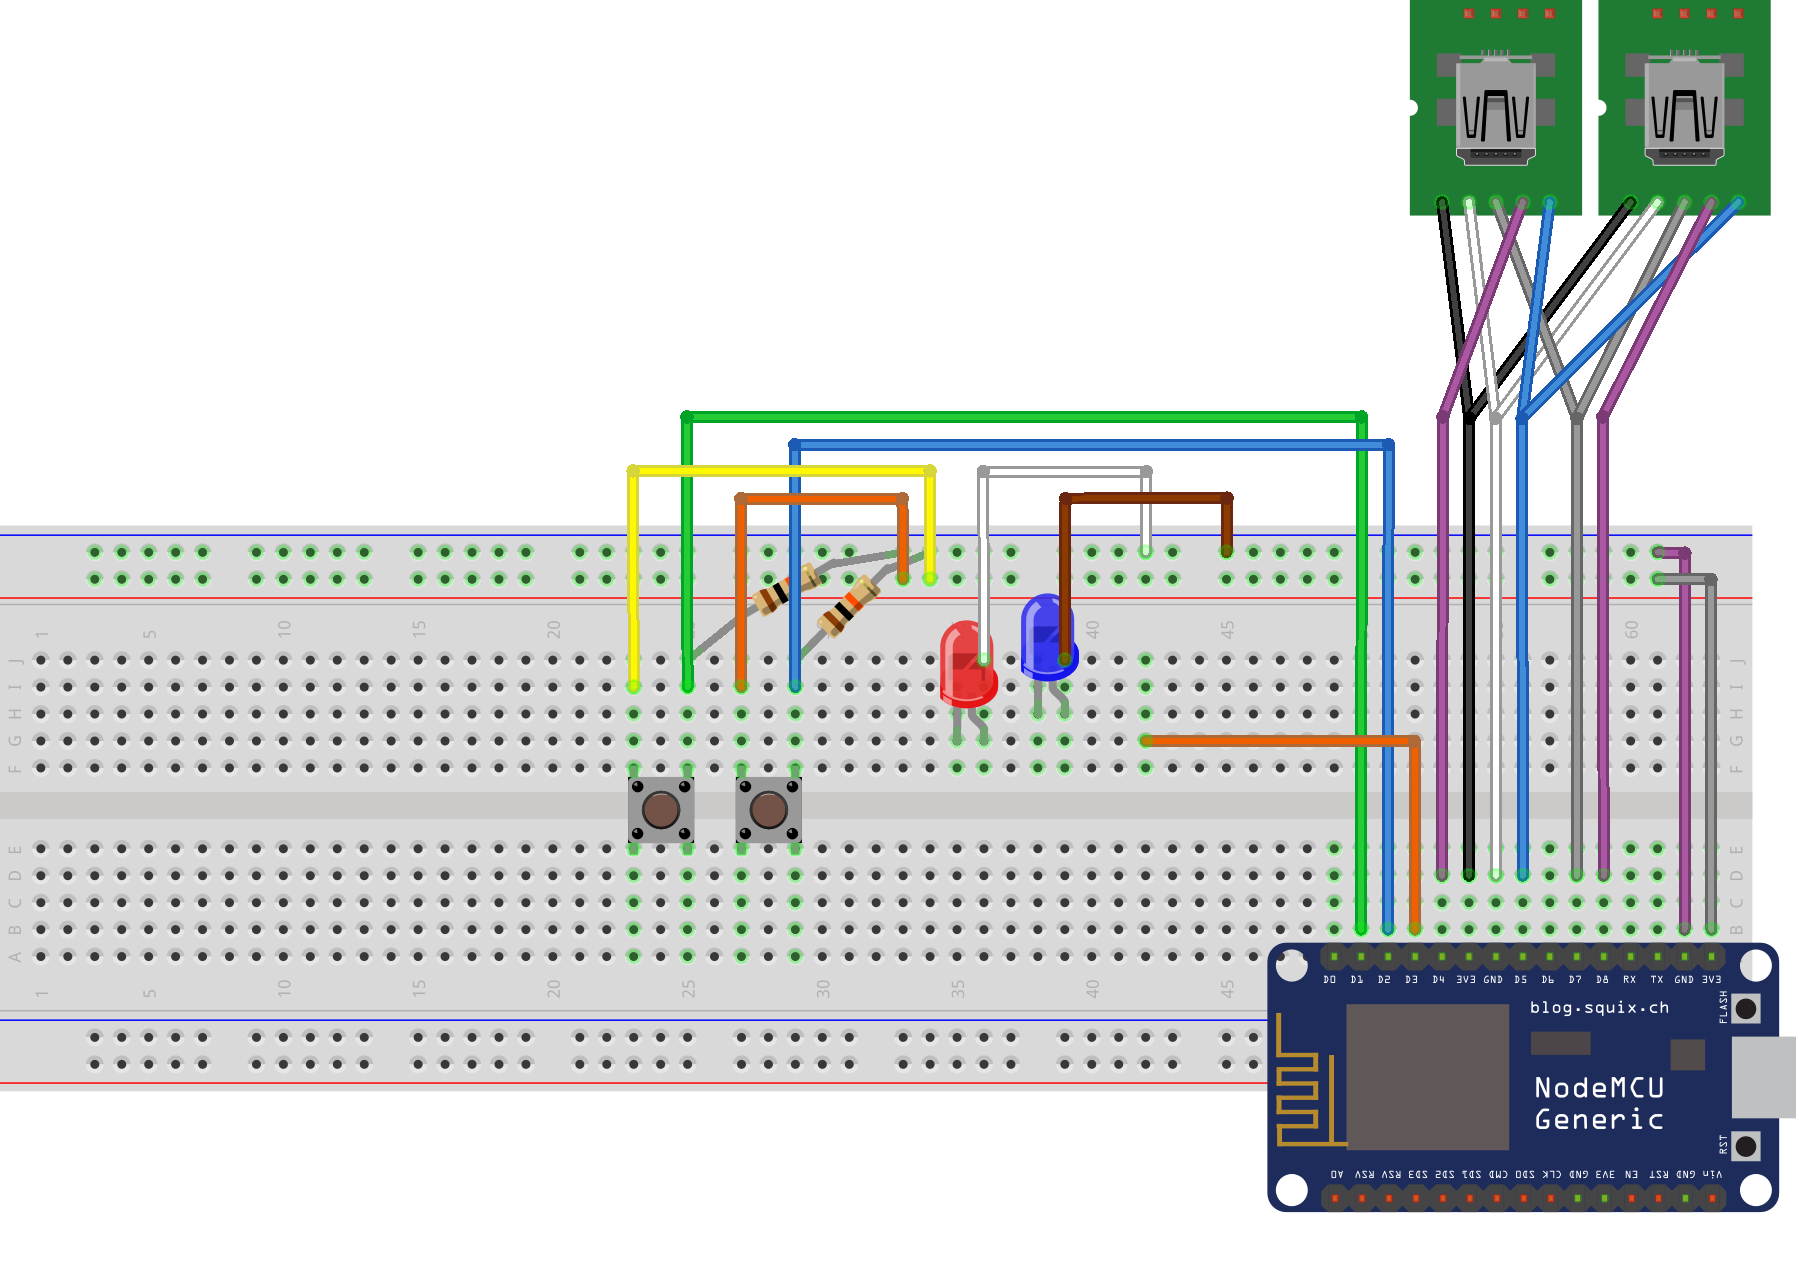 1 5 10 15 20 25 30 35 40 45 60
J J
I I
H H
G G
F F
E E
D D
C C
B B
A
1 5 10 15 20 25 30 35 40 45
D0 D1 D2 D3 D4 3V3 GND D5 D6 D7 D8 RX TX GND 3V3
blog.squix.ch
FLASH
NodeMCU
Generic
RST
A0 RSV RSV SD3 SD2 SD1 CMD SD0 CLK GND 3V3 EN RST GND Vin